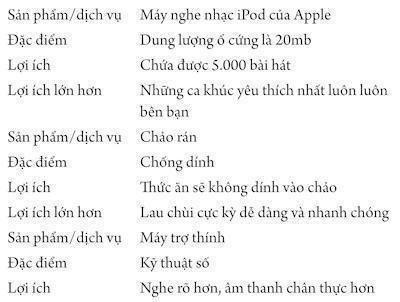 Sản phẩm/dịch vụ Máy nghe nhạc iPod của Apple
Đặc điểm Dung lượng ổ cứng là 20mb
Lợi ích Chứa được 5.000 bài hát
Lợi ích lớn hơn Những ca khúc yêu thích nhất luôn luôn
bên bạn
Sản phẩm/dịch vụ Chảo rán
Đặc điểm Chống dính
Lợi ích Thức ăn sẽ không dính vào chảo
Lợi ích lớn hơn Lau chùi cực kỳ dễ dàng và nhanh chóng
Sản phẩm/dịch vụ Máy trợ thính
Đặc điểm Kỹ thuật số
Lợi ích Nghe rõ hơn, âm thanh chân thực hơn